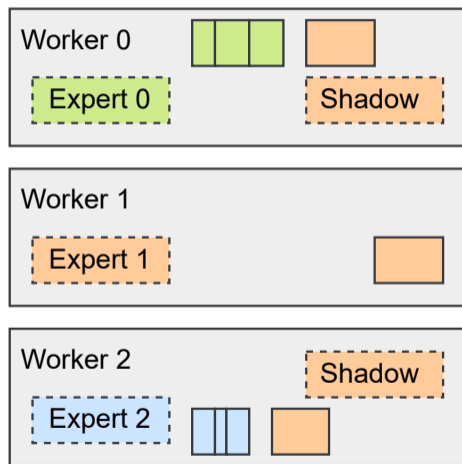 Worker 0
Expert 0
Shadow
Worker 1
Expert 1
Worker 2
Shadow
Expert 2